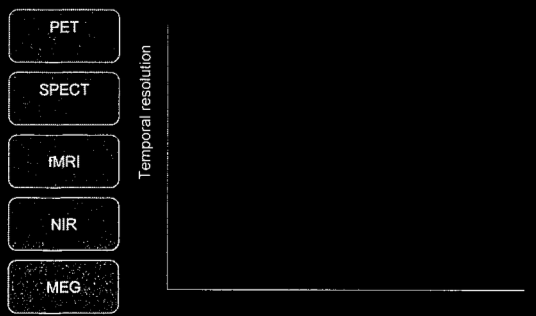 PET
SPECT
fMRI
NIR
MEG
Temporal resolution